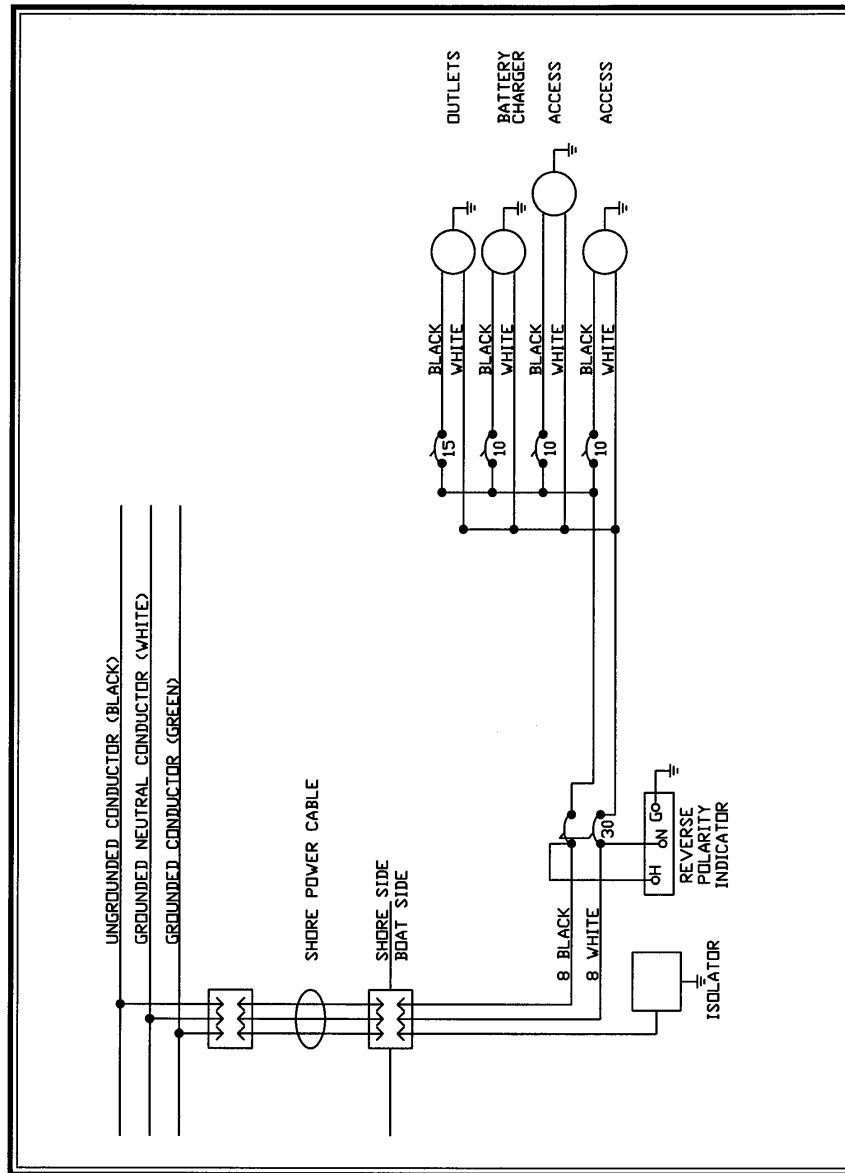 UNGROUNDED CONDUCTOR (BLACK)
GROUNDED NEUTRAL CONDUCTOR (WHITE)
GROUNDED CONDUCTOR (GREEN)
SHORE POWER CABLE
SHORE SIDE
BOAT SIDE
8 BLACK
8 WHITE
ISOLATOR
30
H
N
G
REVERSE
POLARITY
INDICATOR
15
BLACK
WHITE
OUTLETS
10
BLACK
WHITE
BATTERY
CHARGER
10
BLACK
WHITE
ACCESS
10
BLACK
WHITE
ACCESS